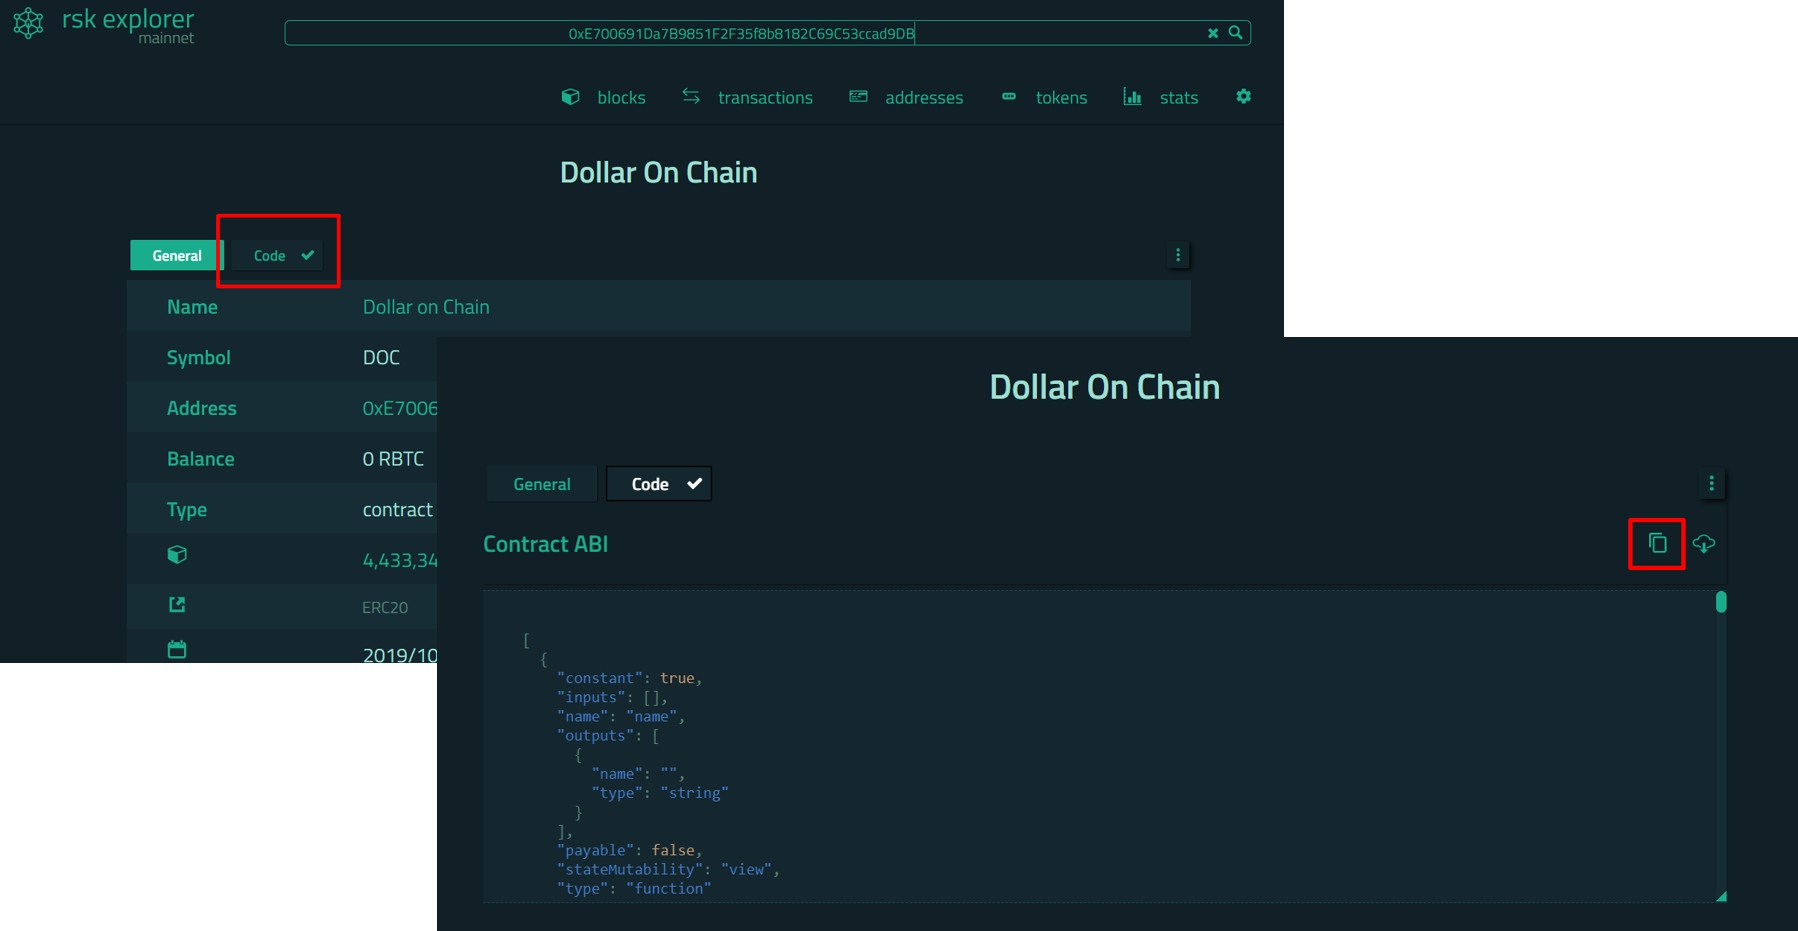 rsk explorer
mainnet
0xE700691Da7B9851F2F35f8b8182C69C53ccad9DB
blocks transactions addresses tokens stats
Dollar On Chain
General Code
Name Dollar on Chain
Symbol DOC
Address 0xE7006
Balance 0 RBTC
Type contract
4,433,34
ERC20
2019/10
Dollar On Chain
General Code
Contract ABI
[
{
"constant": true,
"inputs": [],
"name": "name",
"outputs": [
{
"name": "",
"type": "string"
}
],
"payable": false,
"stateMutability": "view",
"type": "function"